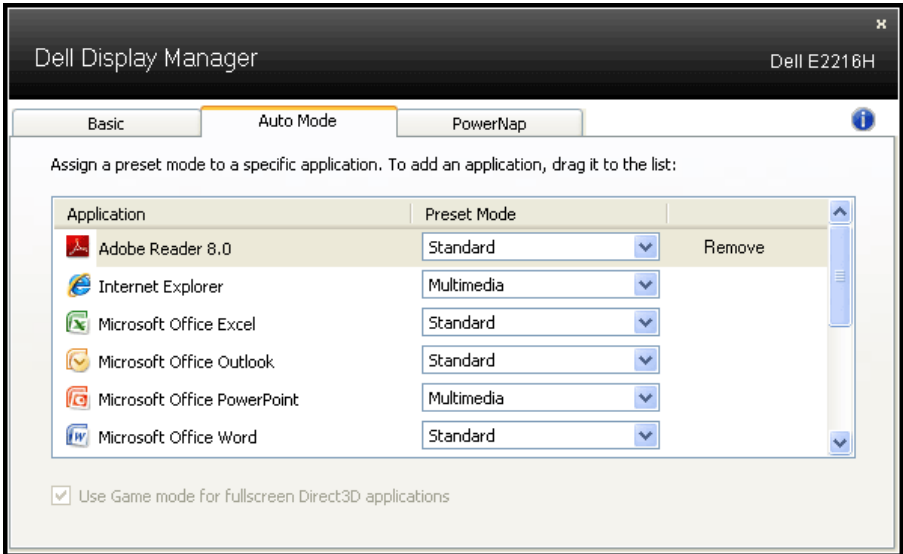 x
Dell Display Manager
Dell E2216H
Basic Auto Mode PowerNap
Assign a preset mode to a specific application. To add an application, drag it to the list:
Application Preset Mode
Adobe Reader 8.0 Standard Remove
Internet Explorer Multimedia
Microsoft Office Excel Standard
Microsoft Office Outlook Standard
Microsoft Office PowerPoint Multimedia
Microsoft Office Word Standard
Use Game mode for fullscreen Direct3D applications